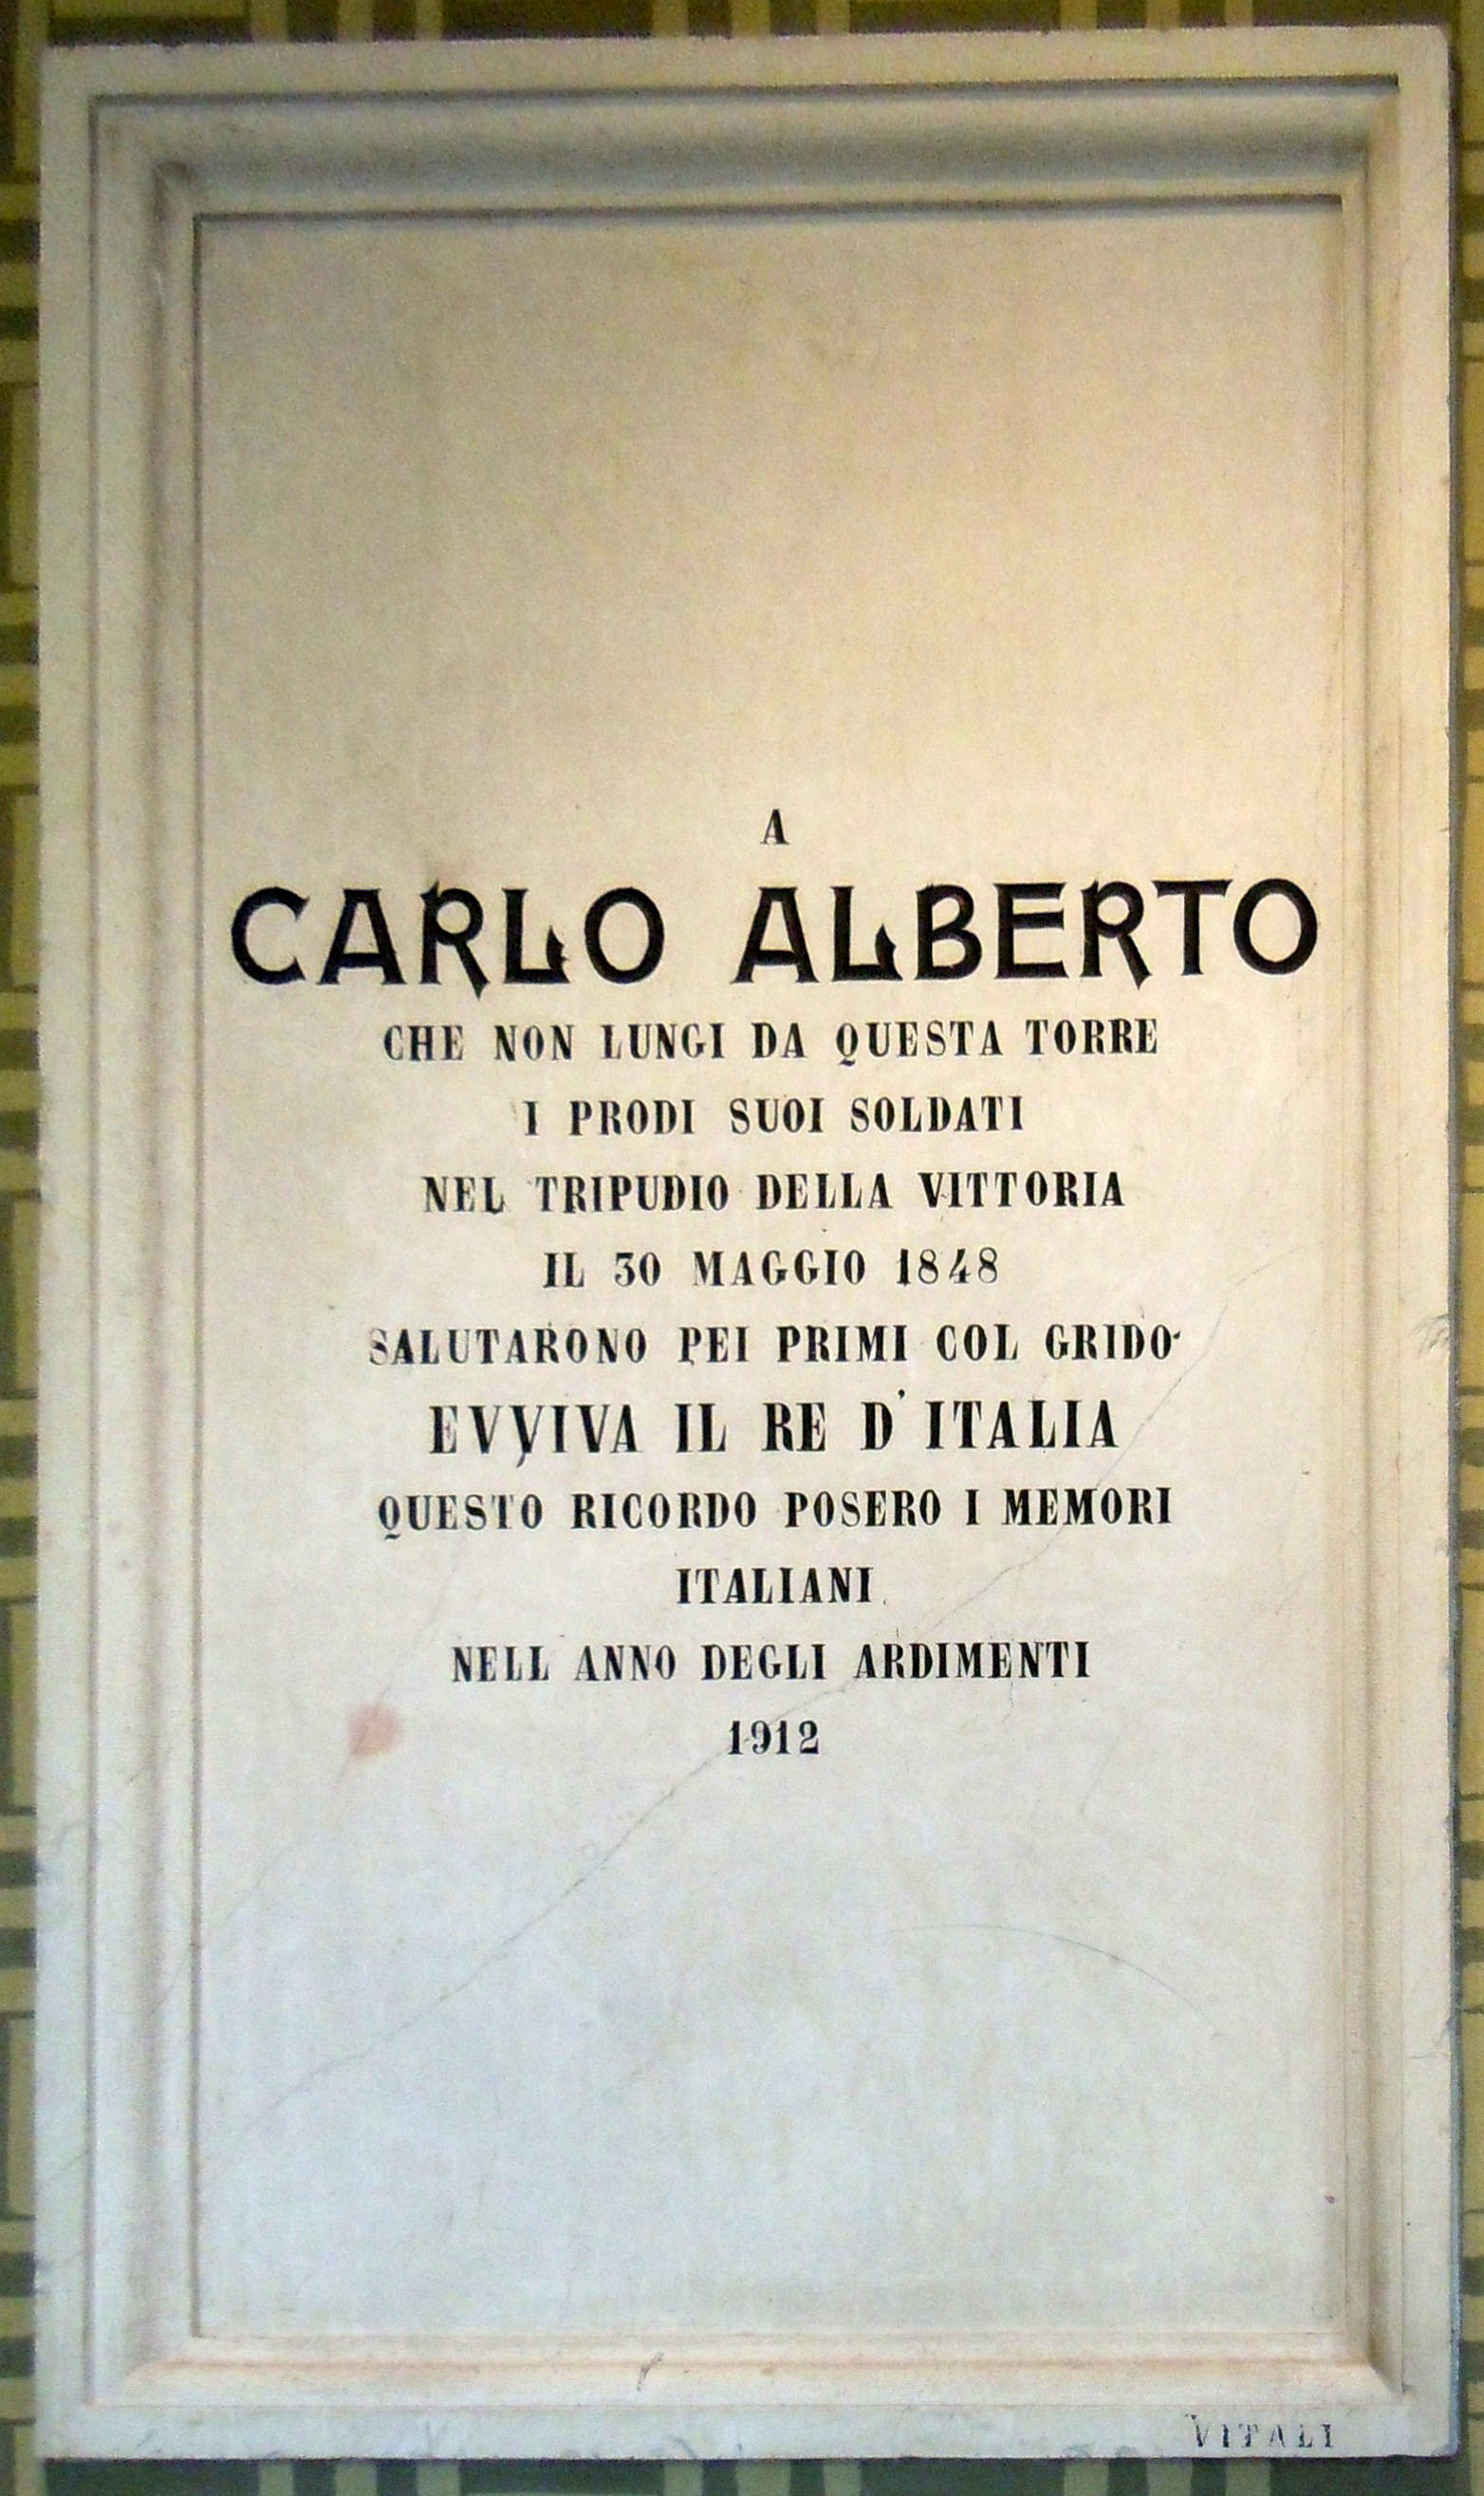 A
CARLO ALBERTO
CHE NON LUNGI DA QUESTA TORRE
I PRODI SUOI SOLDATI
NEL TRIPUDIO DELLA VITTORIA
IL 30 MAGGIO 1848
SALUTARONO PEI PRIMI COL GRIDO
EVVIVA IL RE D'ITALIA
QUESTO RICORDO POSERO I MEMORI
ITALIANI
NELL ANNO DEGLI ARDIMENTI
1912
VITALI